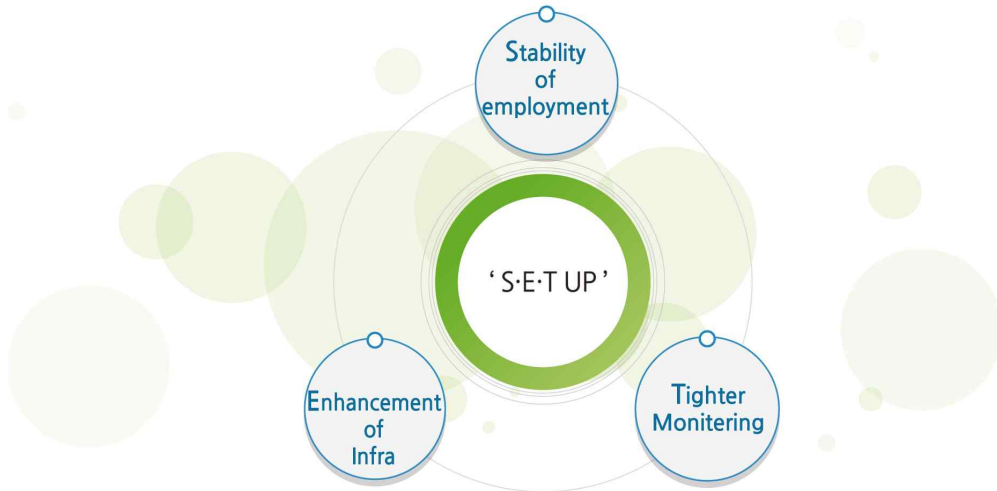 Stability
of
employment
‘ S·E·T UP ’
Enhancement
of
Infra
Tighter
Monitering